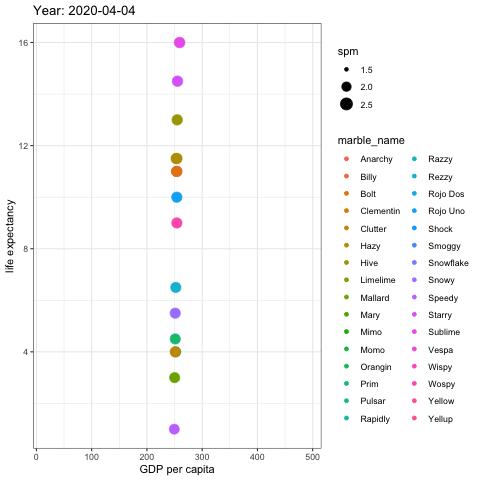 Year: 2020-04-04
life expectancy
16
12
8
4
0
100
200
300
400
500
GDP per capita
spm
1.5
2.0
2.5
marble_name
Anarchy
Billy
Bolt
Clementin
Clutter
Hazy
Hive
Limelime
Mallard
Mary
Mimo
Momo
Orangin
Prim
Pulsar
Rapidly
Razzy
Rezzy
Rojo Dos
Rojo Uno
Shock
Smoggy
Snowflake
Snowy
Speedy
Starry
Sublime
Vespa
Wispy
Wospy
Yellow
Yellup